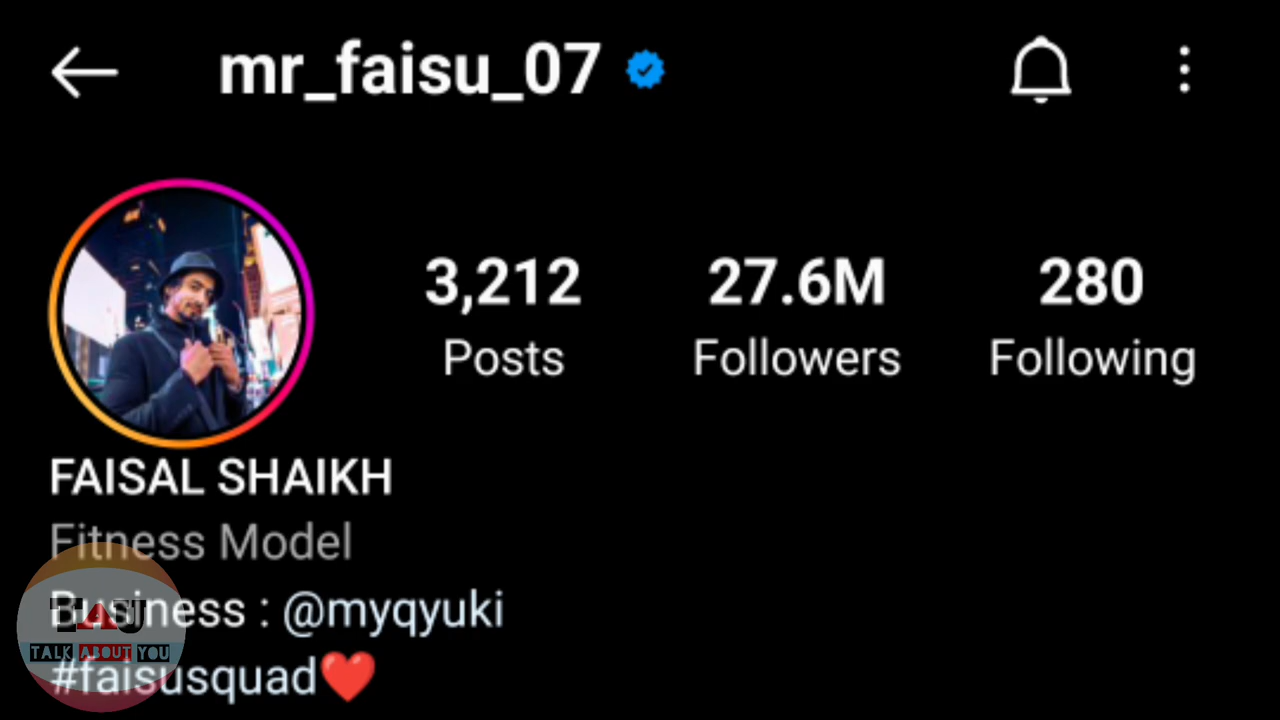 mr_faisu_07
3,212 27.6M 280
Posts Followers Following
FAISAL SHAIKH
Fitness Model
Business : @myqyuki
TAU
TALK ABOUT YOU
#faisusquad❤️